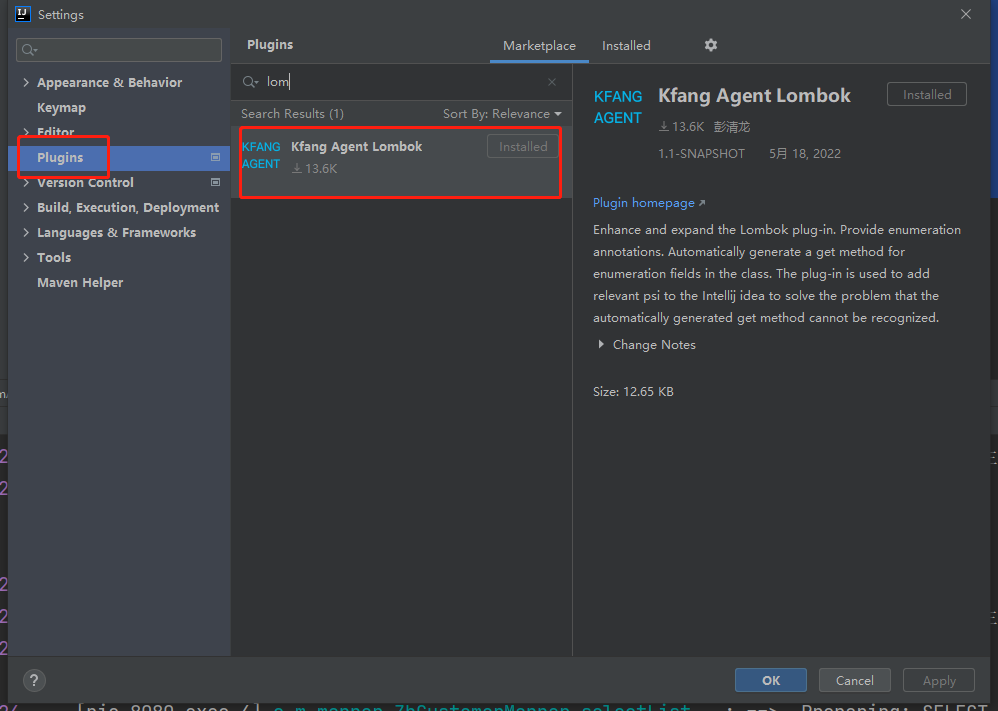 Settings
Plugins
Marketplace
Installed
lom
Appearance & Behavior
Keymap
Editor
Plugins
Version Control
Build, Execution, Deployment
Languages & Frameworks
Tools
Maven Helper
Search Results (1)
Sort By: Relevance
KFANG AGENT
Kfang Agent Lombok
Installed
13.6K
KFANG
AGENT
Kfang Agent Lombok
Installed
13.6K 彭清龙
1.1-SNAPSHOT 5月 18, 2022
Plugin homepage
Enhance and expand the Lombok plug-in. Provide enumeration
annotations. Automatically generate a get method for
enumeration fields in the class. The plug-in is used to add
relevant psi to the Intellij idea to solve the problem that the
automatically generated get method cannot be recognized.
Change Notes
Size: 12.65 KB
?
OK
Cancel
Apply